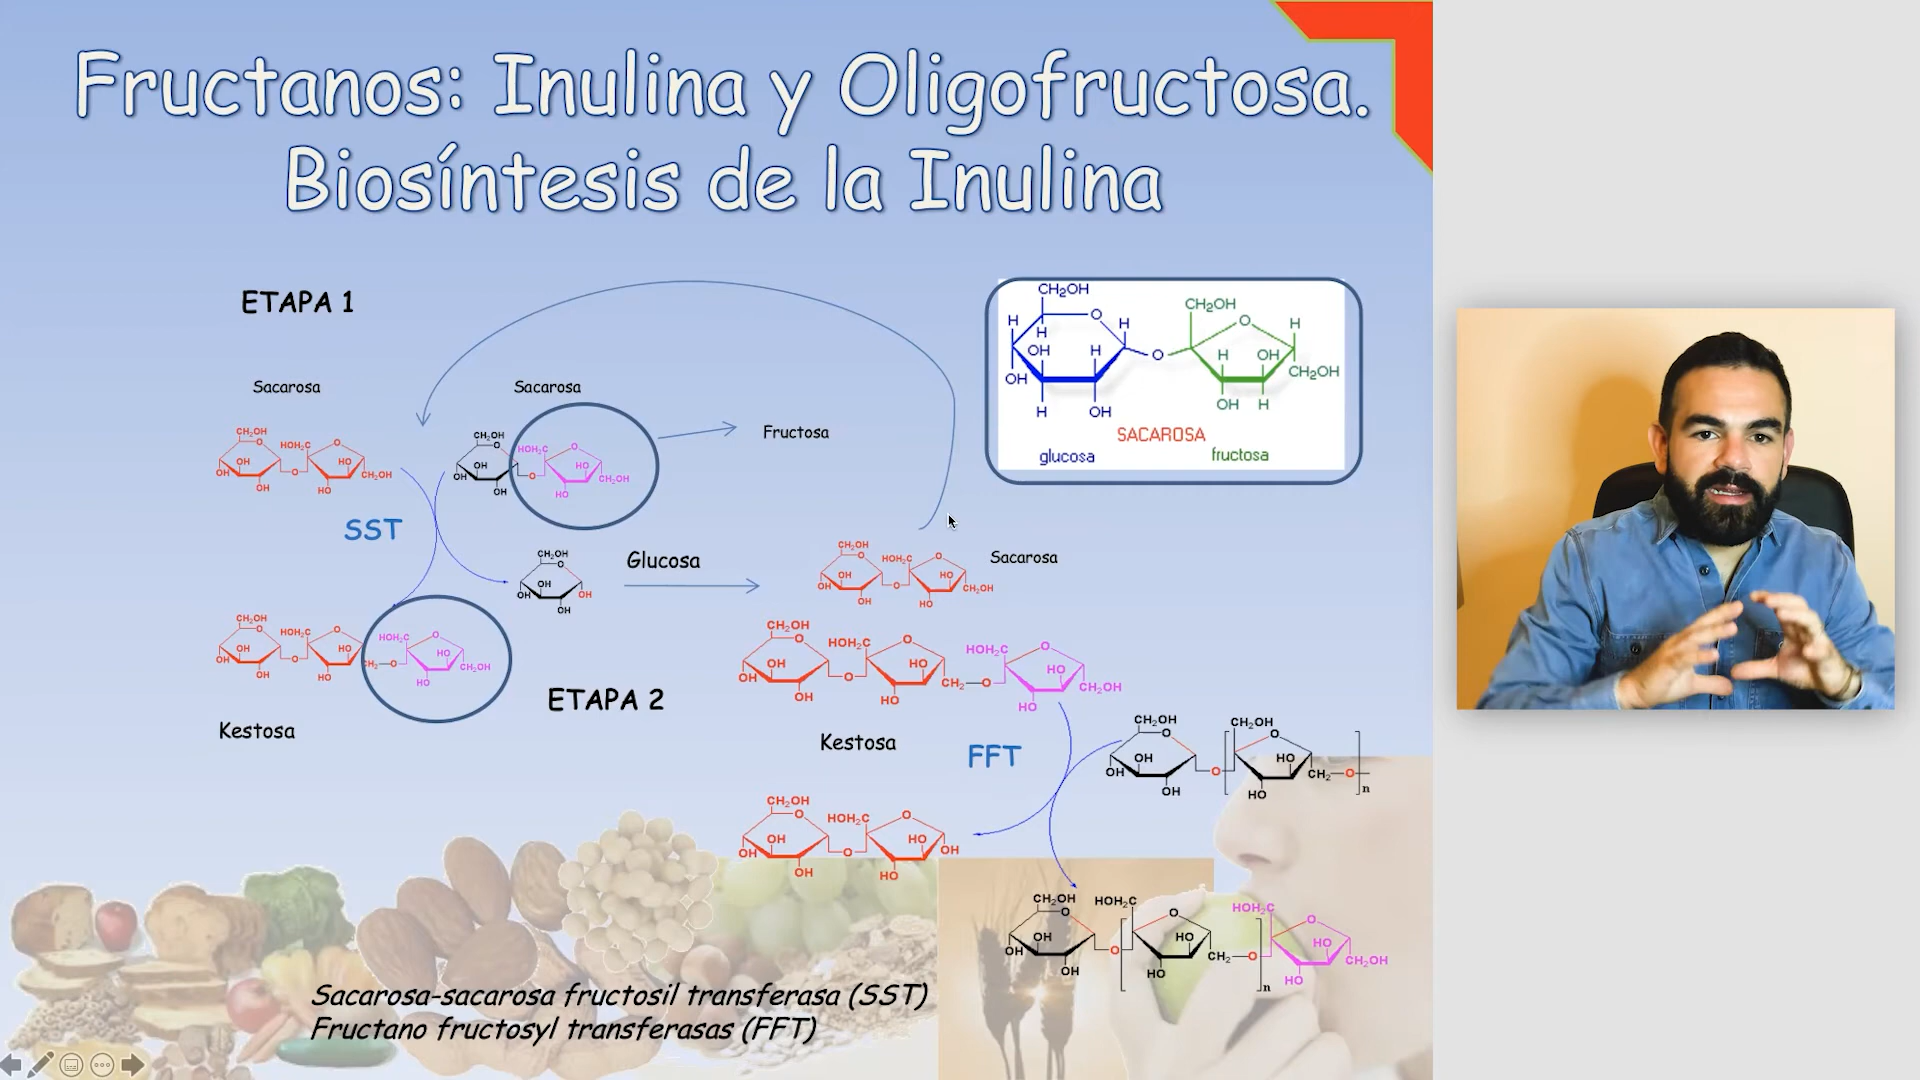 Fructanos: Inulina y Oligofructosa.
Biosíntesis de la Inulina
ETAPA 1
Sacarosa
Sacarosa
Fructosa
SST
Glucosa
Sacarosa
Kestosa
ETAPA 2
Kestosa
FFT
SACAROSA
glucosa
fructosa
Sacarosa-sacarosa fructosil transferasa (SST)
Fructano fructosyl transferasas (FFT)